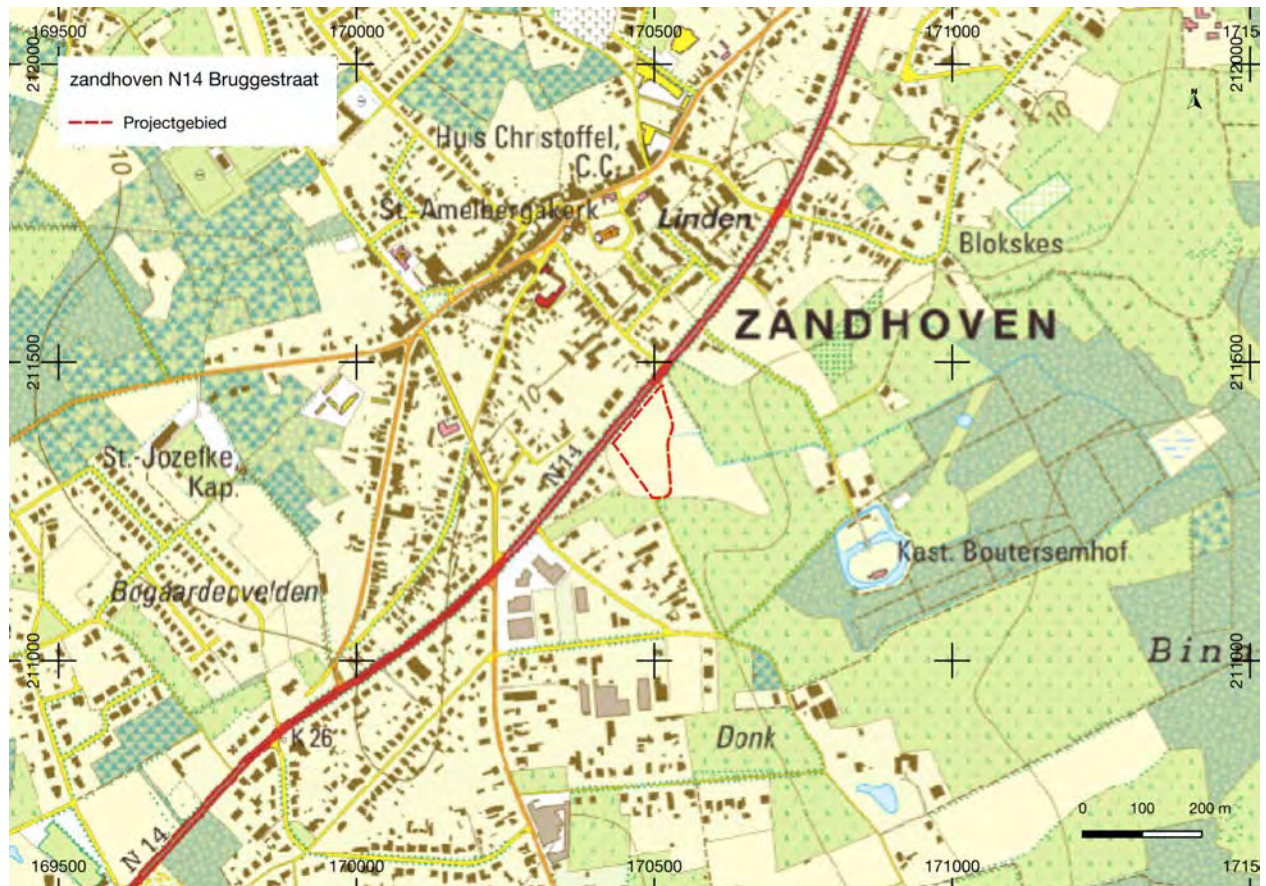 169500
170000
170500
171000
1715
212000
212000
zandhoven N14 Bruggestraat
Projectgebied
N
10
10
Huis Christoffel,
C.C.
St.-Amelbergakerk
Linden
Blokskes
ZANDHOVEN
211500
211500
10
N14
St.-Jozefke,
Kap.
Kast. Boutersemhof
Bogaardenvelden
211000
211000
Bin
K 26
Donk
0 100 200 m
N 14
169500
170000
170500
171000
1715